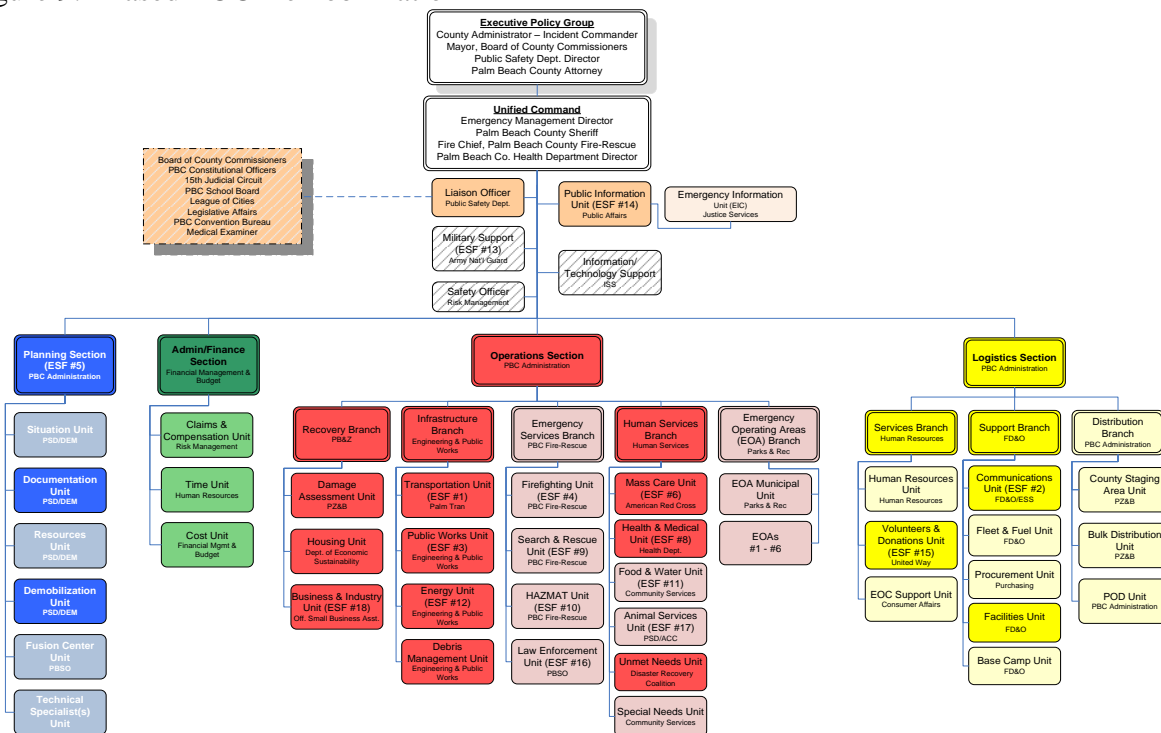 Executive Policy Group
County Administrator – Incident Commander
Mayor, Board of County Commissioners
Public Safety Dept. Director
Palm Beach County Attorney
Unified Command
Emergency Management Director
Palm Beach County Sheriff
Fire Chief, Palm Beach County Fire-Rescue
Palm Beach Co. Health Department Director
Board of County Commissioners
PBC Constitutional Officers
15th Judicial Circuit
PBC School Board
League of Cities
Legislative Affairs
PBC Convention Bureau
Medical Examiner
Liaison Officer
Public Safety Dept.
Public Information
Unit (ESF #14)
Public Affairs
Emergency Information
Unit (EIC)
Justice Services
Military Support
(ESF #13)
Army Nat'l Guard
Information/
Technology Support
ISS
Safety Officer
Risk Management
Planning Section
(ESF #5)
PBC Administration
Admin/Finance
Section
Financial Management &
Budget
Operations Section
PBC Administration
Logistics Section
PBC Administration
Situation Unit
PSD/DEM
Documentation
Unit
PSD/DEM
Resources
Unit
PSD/DEM
Demobilization
Unit
PSD/DEM
Fusion Center
Unit
PBSO
Technical
Specialist(s)
Unit
Claims &
Compensation Unit
Risk Management
Time Unit
Human Resources
Cost Unit
Financial Mgmt &
Budget
Recovery Branch
PB&Z
Damage
Assessment Unit
PZ&B
Housing Unit
Dept. of Economic
Sustainability
Business & Industry
Unit (ESF #18)
Off. Small Business Asst.
Infrastructure
Branch
Engineering & Public
Works
Transportation Unit
(ESF #1)
Palm Tran
Public Works Unit
(ESF #3)
Engineering & Public
Works
Energy Unit
(ESF #12)
Engineering & Public
Works
Debris
Management Unit
Engineering & Public
Works
Emergency
Services Branch
PBC Fire-Rescue
Firefighting Unit
(ESF #4)
PBC Fire-Rescue
Search & Rescue
Unit (ESF #9)
PBC Fire-Rescue
HAZMAT Unit
(ESF #10)
PBC Fire-Rescue
Law Enforcement
Unit (ESF #16)
PBSO
Human Services
Branch
Human Services
Mass Care Unit
(ESF #6)
American Red Cross
Health & Medical
Unit (ESF #8)
Health Dept.
Food & Water Unit
(ESF #11)
Community Services
Animal Services
Unit (ESF #17)
PSD/ACC
Unmet Needs Unit
Disaster Recovery
Coalition
Special Needs Unit
Community Services
Emergency
Operating Areas
(EOA) Branch
Parks & Rec
EOA Municipal
Unit
Parks & Rec
EOAs
#1 - #6
Services Branch
Human Resources
Human Resources
Unit
Human Resources
Volunteers &
Donations Unit
(ESF #15)
United Way
EOC Support Unit
Consumer Affairs
Support Branch
FD&O
Communications
Unit (ESF #2)
FD&O/ESS
Fleet & Fuel Unit
FD&O
Procurement Unit
Purchasing
Facilities Unit
FD&O
Base Camp Unit
FD&O
Distribution
Branch
PBC Administration
County Staging
Area Unit
PZ&B
Bulk Distribution
Unit
PZ&B
POD Unit
PBC Administration